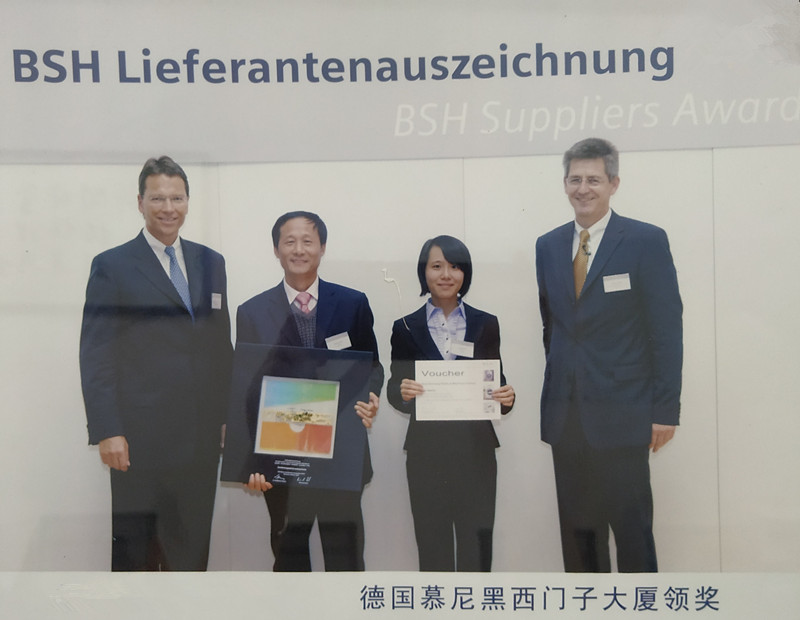 BSH Lieferantenauszeichnung
BSH Suppliers Award
Voucher
德国慕尼黑西门子大厦领奖